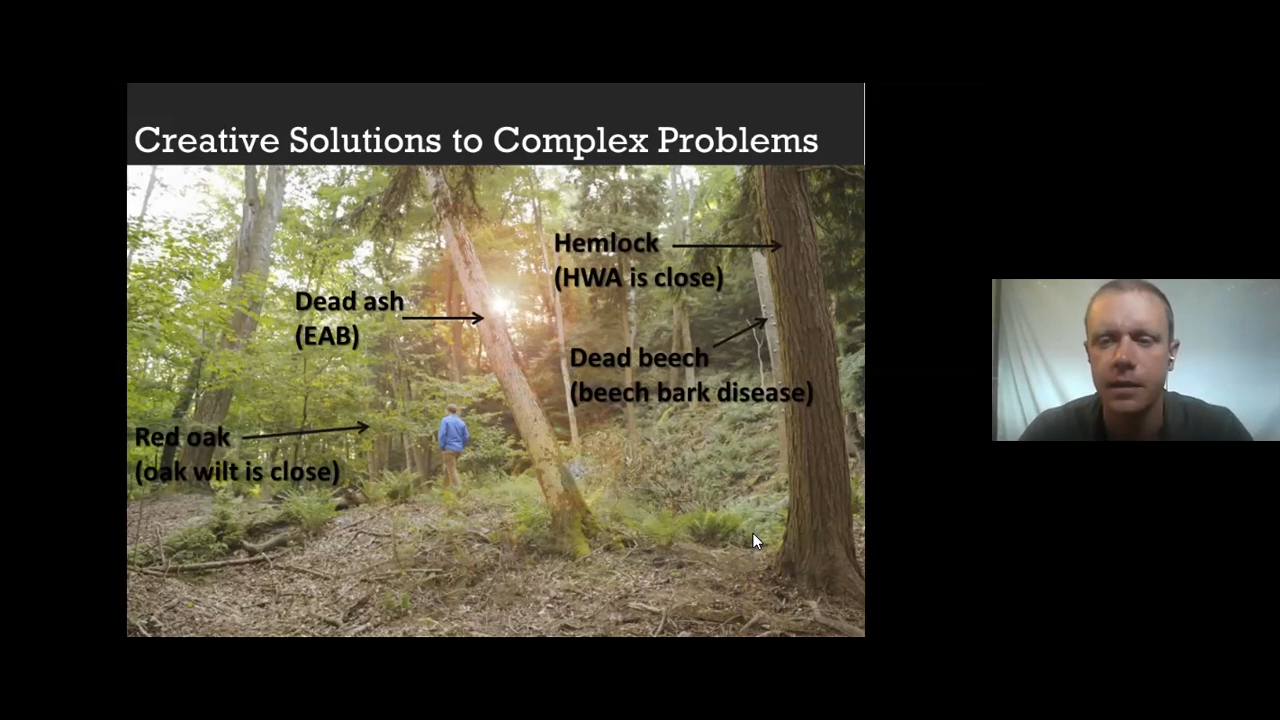 Creative Solutions to Complex Problems
Hemlock
(HWA is close)
Dead ash
(EAB)
Dead beech
(beech bark disease)
Red oak
(oak wilt is close)